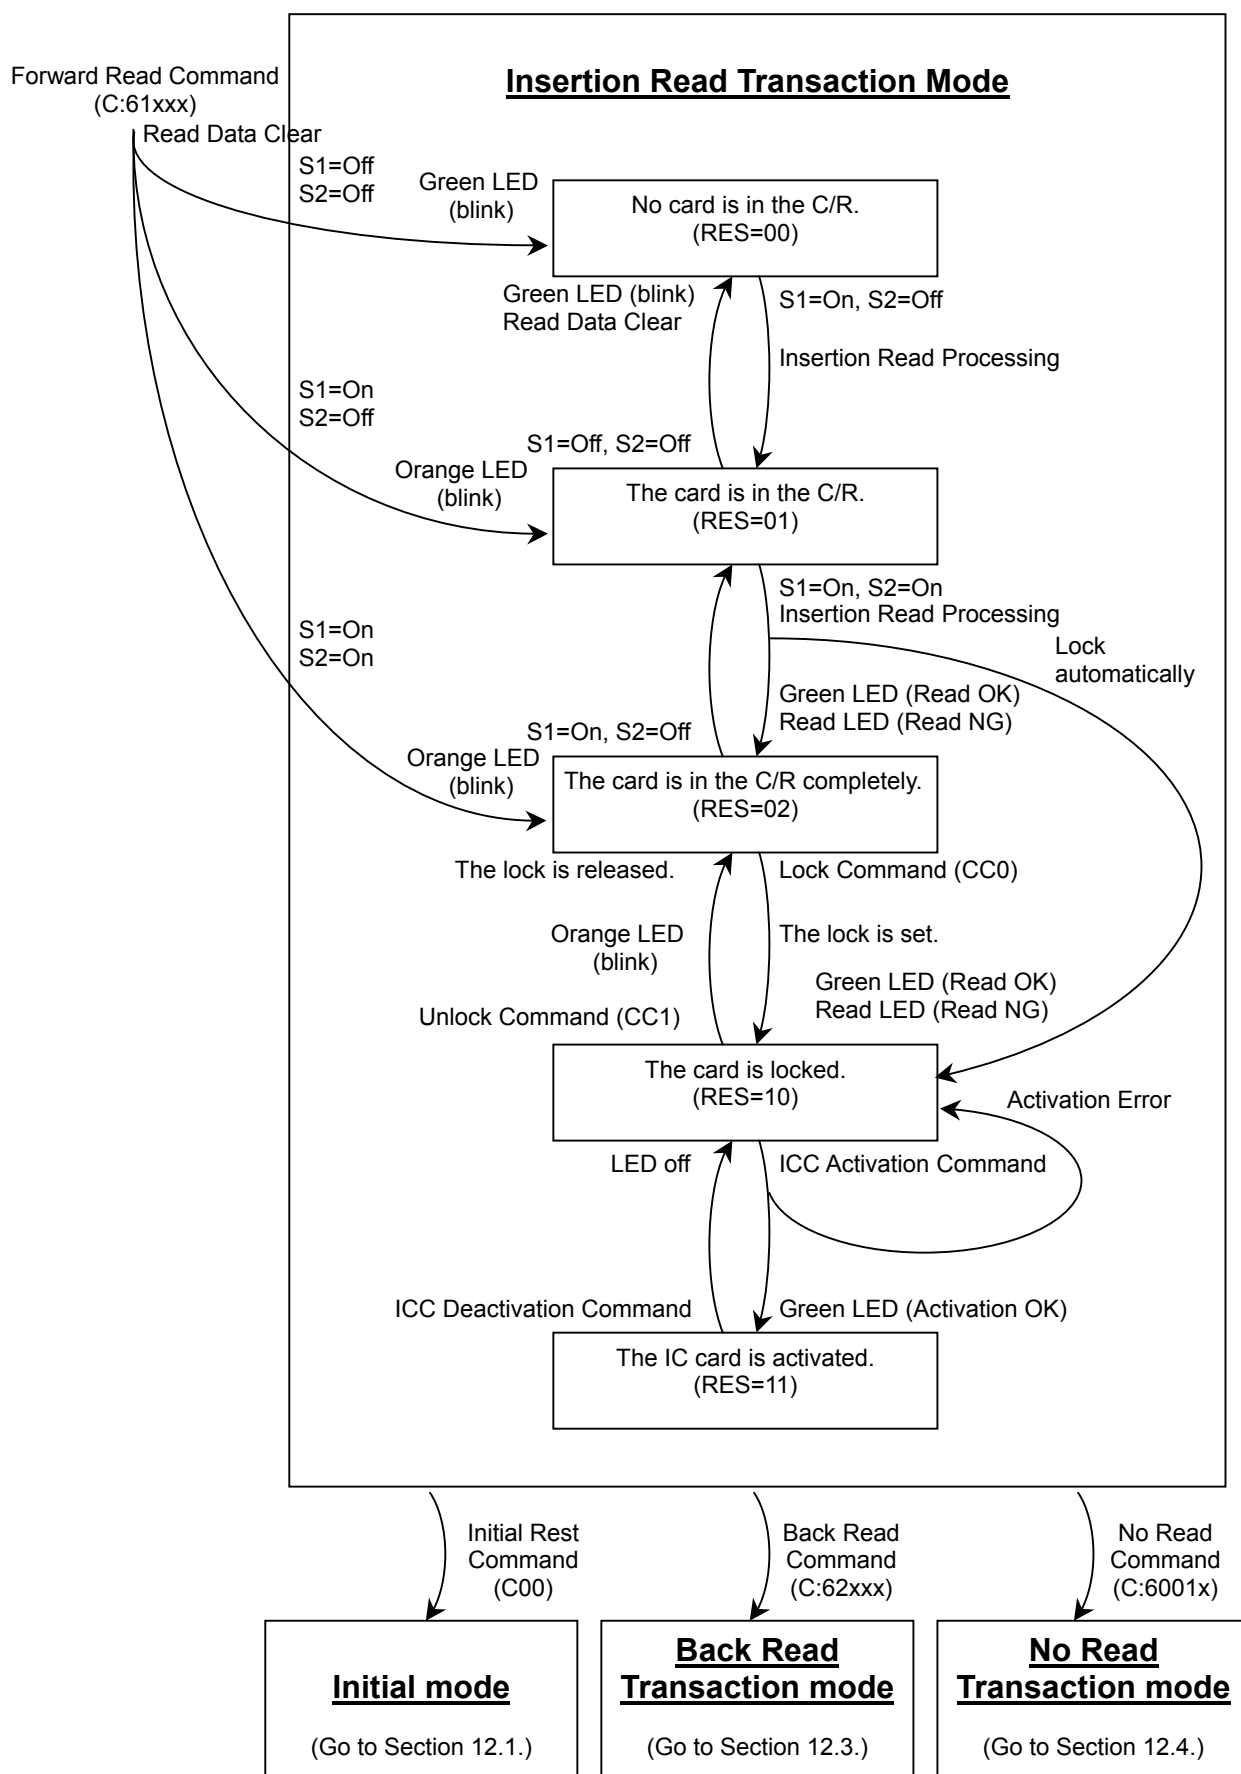 Insertion Read Transaction Mode
Forward Read Command
(C:61xxx)
Read Data Clear
S1=Off
S2=Off
Green LED
(blink)
No card is in the C/R.
(RES=00)
Green LED (blink)
Read Data Clear
S1=On, S2=Off
Insertion Read Processing
S1=On
S2=Off
S1=Off, S2=Off
Orange LED
(blink)
The card is in the C/R.
(RES=01)
S1=On, S2=On
Insertion Read Processing
S1=On
S2=On
Lock
automatically
Green LED (Read OK)
Read LED (Read NG)
S1=On, S2=Off
Orange LED
(blink)
The card is in the C/R completely.
(RES=02)
The lock is released.
Lock Command (CC0)
Orange LED
(blink)
The lock is set.
Green LED (Read OK)
Read LED (Read NG)
Unlock Command (CC1)
The card is locked.
(RES=10)
Activation Error
LED off
ICC Activation Command
ICC Deactivation Command
Green LED (Activation OK)
The IC card is activated.
(RES=11)
Initial Rest
Command
(C00)
Back Read
Command
(C:62xxx)
No Read
Command
(C:6001x)
Initial mode
(Go to Section 12.1.)
Back Read
Transaction mode
(Go to Section 12.3.)
No Read
Transaction mode
(Go to Section 12.4.)